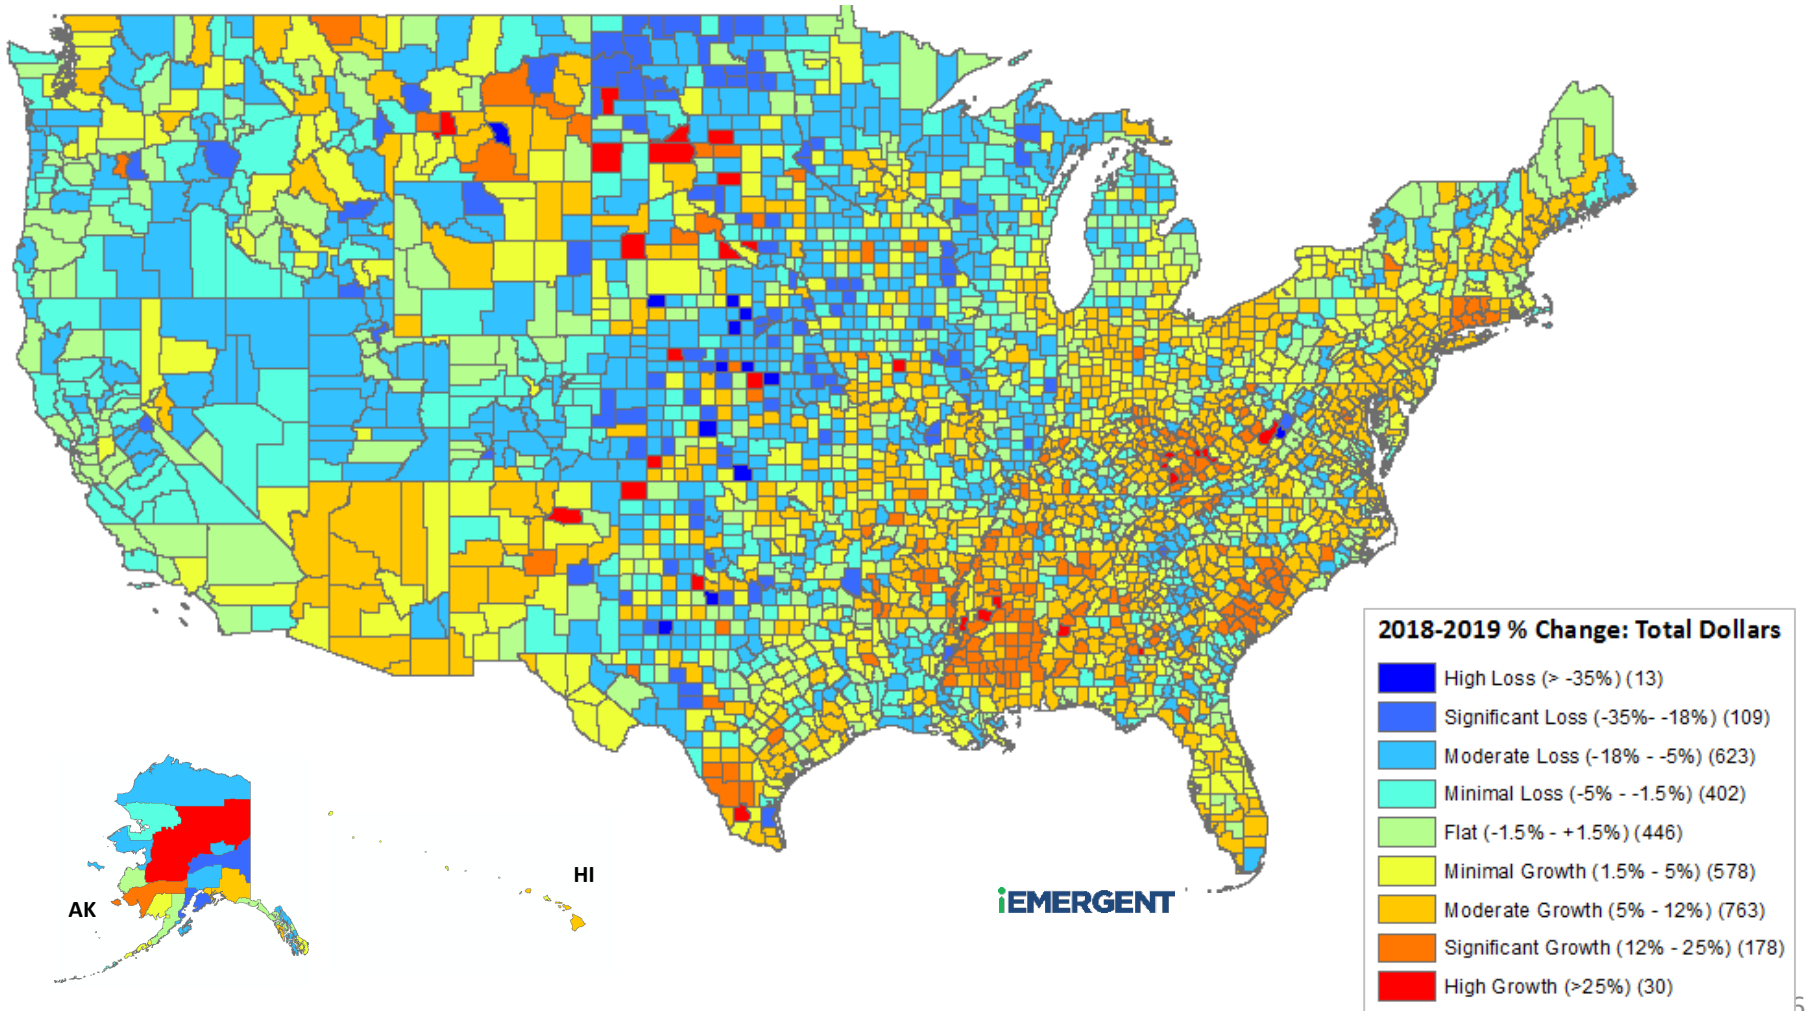 AK
HI
iEMERGENT
2018-2019 % Change: Total Dollars
High Loss (> -35%) (13)
Significant Loss (-35%- -18%) (109)
Moderate Loss (-18% - -5%) (623)
Minimal Loss (-5% - -1.5%) (402)
Flat (-1.5% - +1.5%) (446)
Minimal Growth (1.5% - 5%) (578)
Moderate Growth (5% - 12%) (763)
Significant Growth (12% - 25%) (178)
High Growth (>25%) (30)